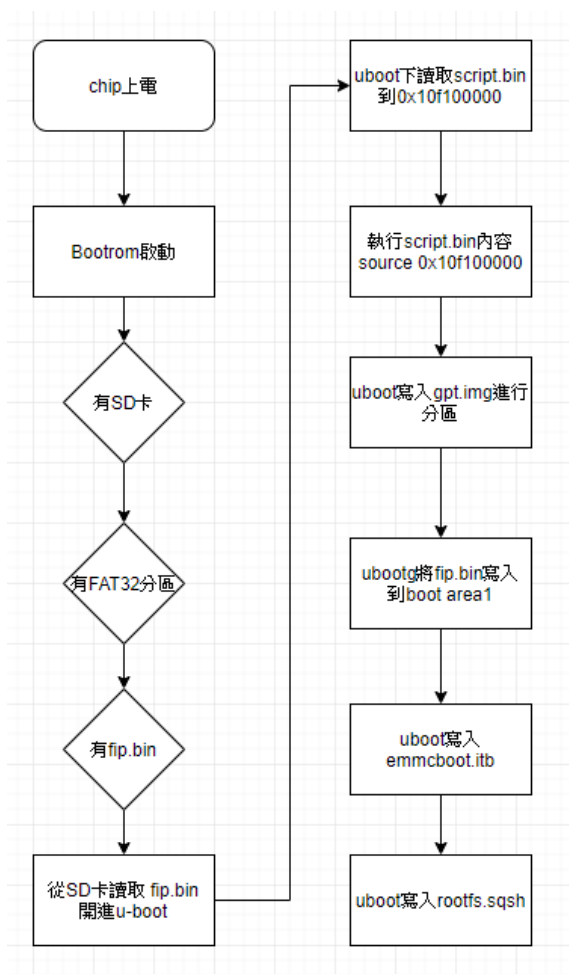 chip上電
Bootrom啟動
有SD卡
有FAT32分區
有fip.bin
從SD卡讀取 fip.bin
開進u-boot
uboot下讀取script.bin
到0x10f100000
執行script.bin內容
source 0x10f100000
uboot寫入gpt.img進行
分區
ubootg將fip.bin寫入
到boot area1
uboot寫入
emmcboot.itb
uboot寫入rootfs.sqsh